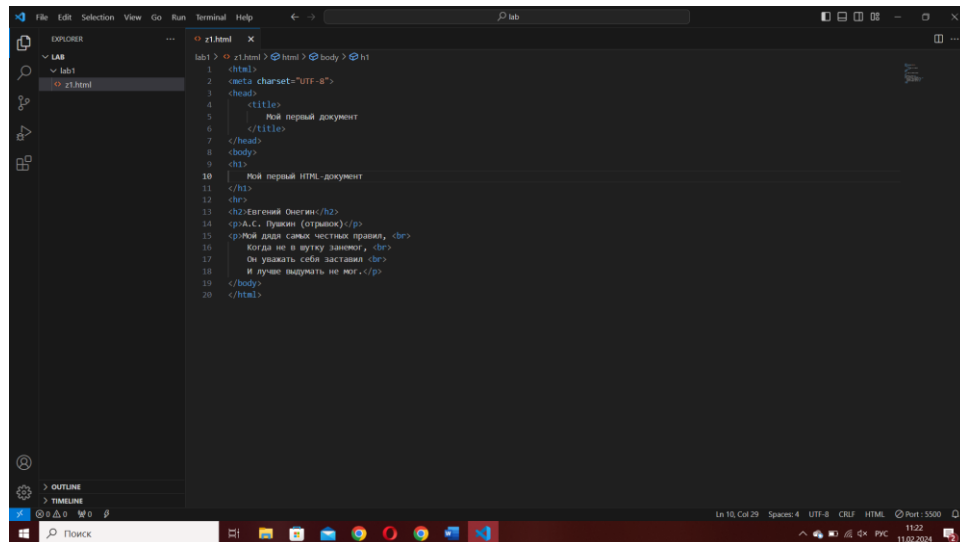 File Edit Selection View Go Run Terminal Help
lab
EXPLORER
LAB
lab1
z1.html
z1.html
lab1 > z1.html > html > body > h1
1 <html>
2 <meta charset="UTF-8">
3 <head>
4 <title>
5 Мой первый документ
6 </title>
7 </head>
8 <body>
9 <h1>
10 Мой первый HTML-документ
11 </h1>
12 <hr>
13 <h2>Евгений Онегин</h2>
14 <p>А.С. Пушкин (отрывок)</p>
15 <p>Мой дядя самых честных правил, <br>
16 Когда не в шутку занемог, <br>
17 Он уважать себя заставил <br>
18 И лучше выдумать не мог.</p>
19 </body>
20 </html>
OUTLINE
TIMELINE
0 0 0 Ln 10, Col 29 Spaces: 4 UTF-8 CRLF HTML Port : 5500
Поиск
РУС
11:22
11.02.2024
2